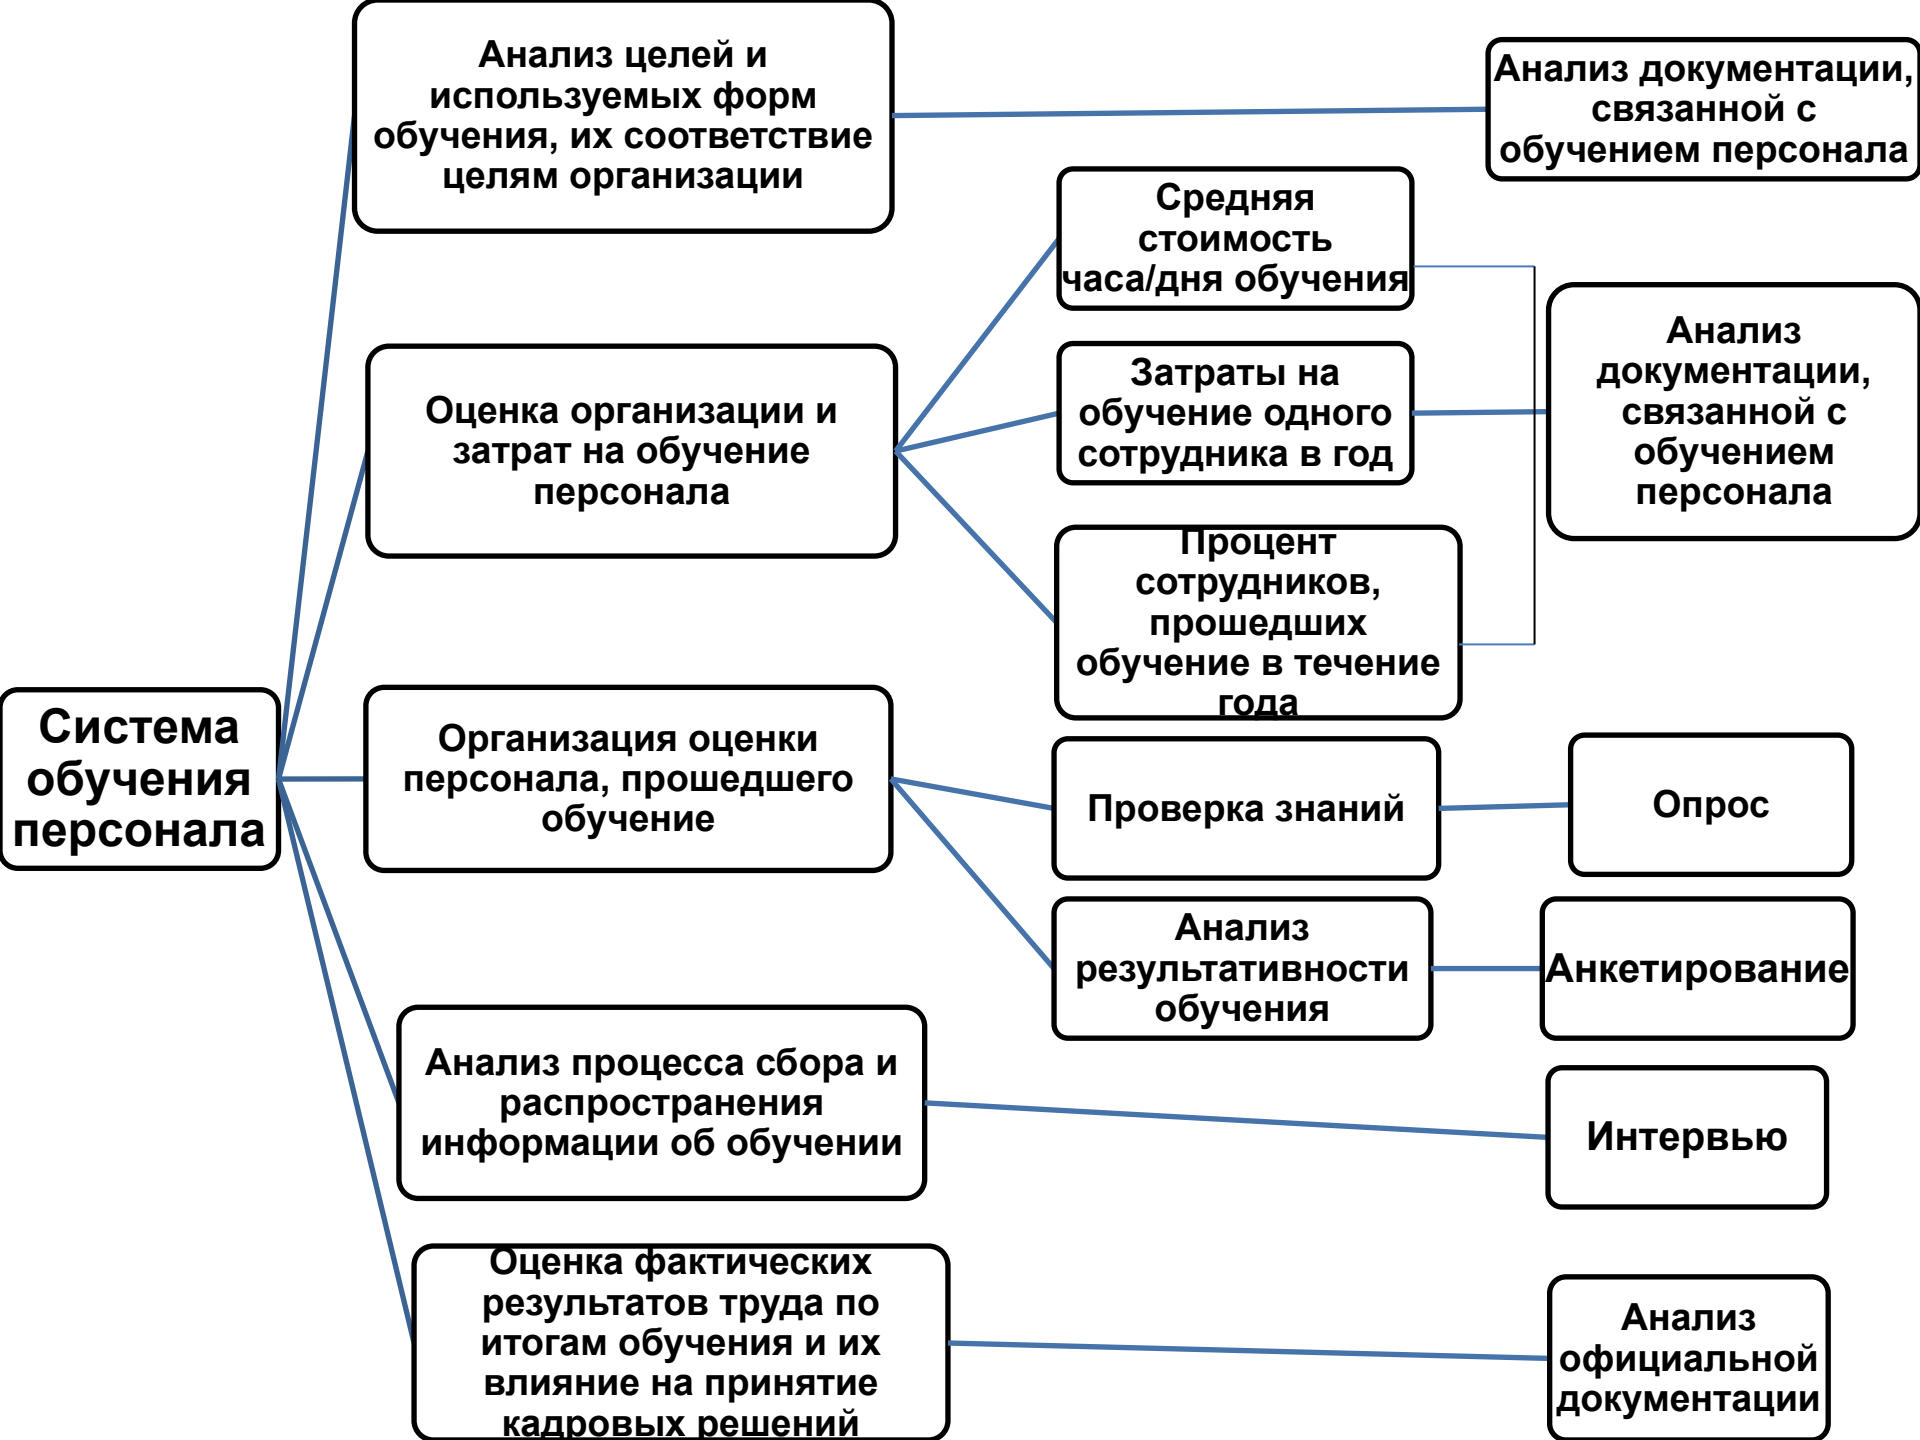 Анализ целей и
используемых форм
обучения, их соответствие
целям организации
Анализ документации,
связанной с
обучением персонала
Средняя
стоимость
часа/дня обучения
Оценка организации и
затрат на обучение
персонала
Затраты на
обучение одного
сотрудника в год
Анализ
документации,
связанной с
обучением
персонала
Процент
сотрудников,
прошедших
обучение в течение
года
Система
обучения
персонала
Организация оценки
персонала, прошедшего
обучение
Проверка знаний
Опрос
Анализ
результативности
обучения
Анкетирование
Анализ процесса сбора и
распространения
информации об обучении
Интервью
Оценка фактических
результатов труда по
итогам обучения и их
влияние на принятие
кадровых решений
Анализ
официальной
документации